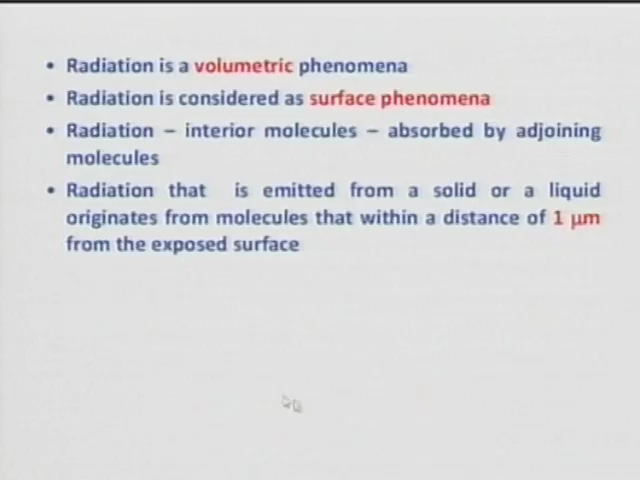 • Radiation is a volumetric phenomena
• Radiation is considered as surface phenomena
• Radiation – interior molecules – absorbed by adjoining
molecules
• Radiation that is emitted from a solid or a liquid
originates from molecules that within a distance of 1 µm
from the exposed surface